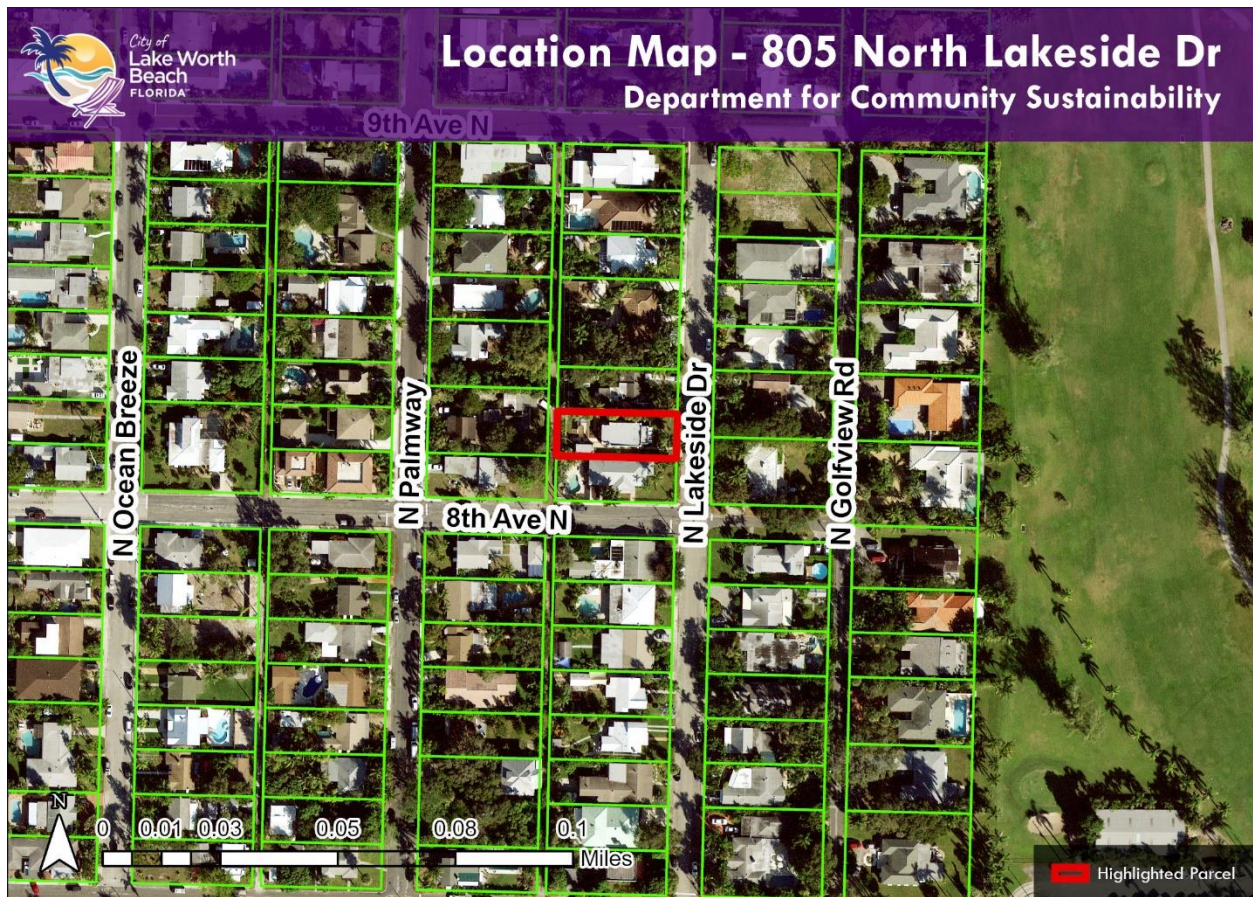 City of
Lake Worth
Beach
FLORIDA
Location Map - 805 North Lakeside Dr
Department for Community Sustainability
9th Ave N
N Ocean Breeze
N Palmway
N Lakeside Dr
N Golfview Rd
8th Ave N
N
0 0.01 0.03 0.05 0.08 0.1
Miles
Highlighted Parcel